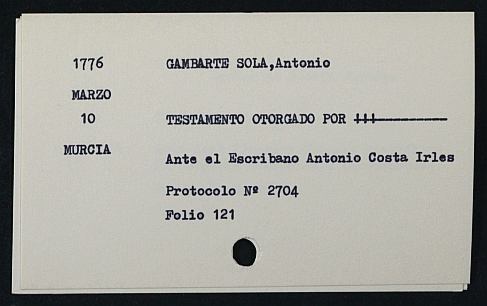 1776 GAMBARTE SOLA,Antonio
MARZO
10 TESTAMENTO OTORGADO POR +++----------
MURCIA
Ante el Escribano Antonio Costa Irles
Protocolo Nº 2704
Folio 121